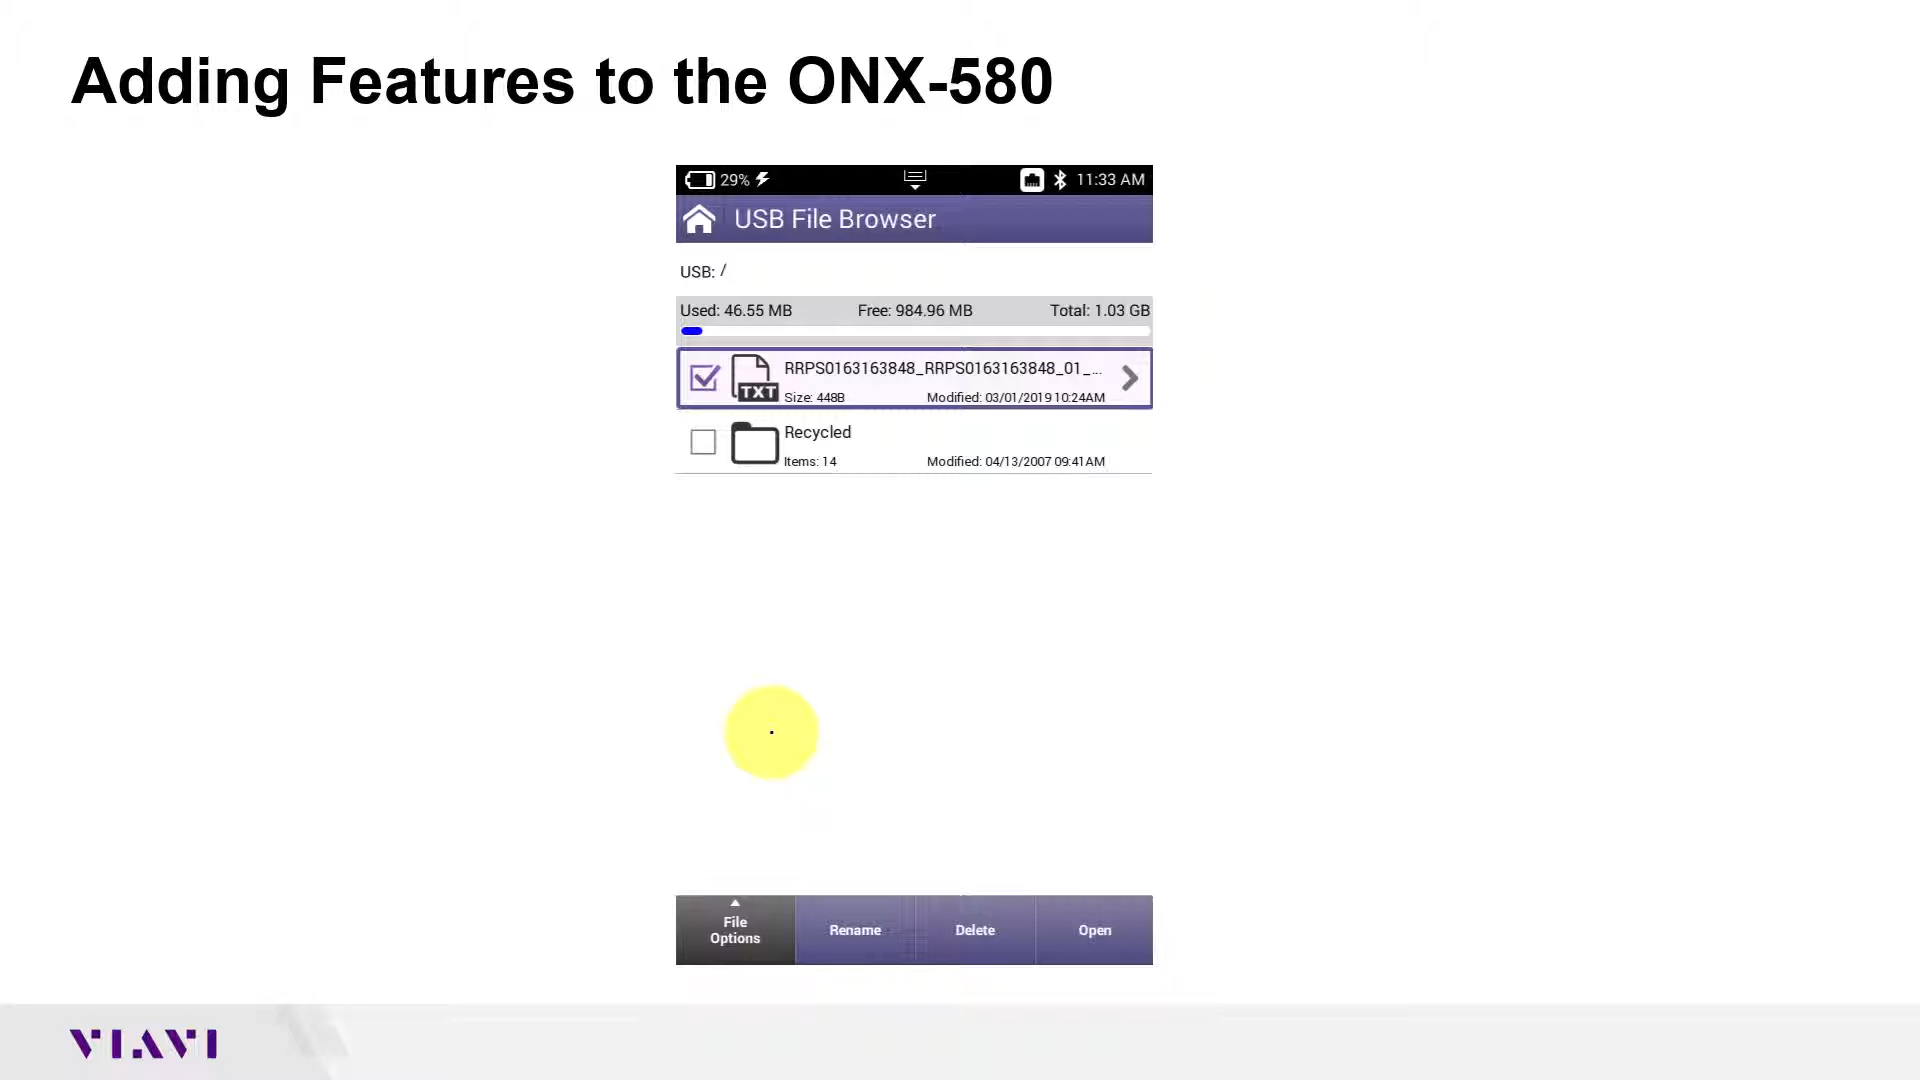 Adding Features to the ONX-580
29% 11:33 AM
USB File Browser
USB: /
Used: 46.55 MB Free: 984.96 MB Total: 1.03 GB
RRPS0163163848_RRPS0163163848_01_...
TXT
Size: 448B Modified: 03/01/2019 10:24AM
Recycled
Items: 14 Modified: 04/13/2007 09:41AM
File
Options
Rename
Delete
Open
VIAVI